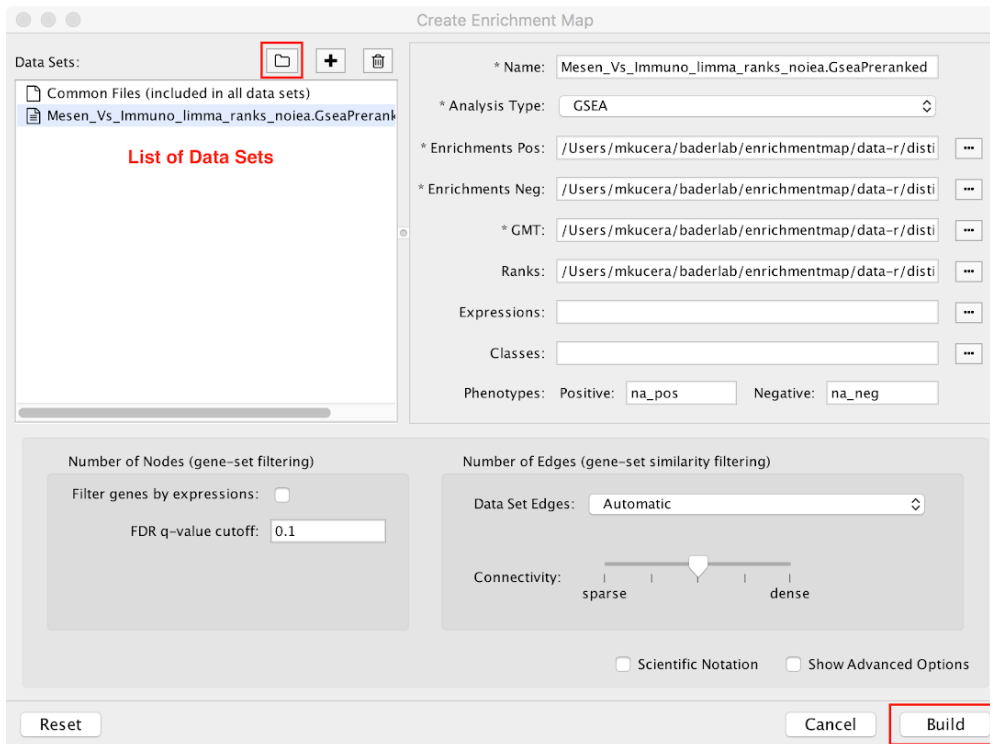 Create Enrichment Map
Data Sets:
Common Files (included in all data sets)
Mesen_Vs_Immuno_limma_ranks_noiea.GseaPrerank
List of Data Sets
* Name: Mesen_Vs_Immuno_limma_ranks_noiea.GseaPreranked
* Analysis Type: GSEA
* Enrichments Pos: /Users/mkucera/baderlab/enrichmentmap/data-r/disti ...
* Enrichments Neg: /Users/mkucera/baderlab/enrichmentmap/data-r/disti ...
* GMT: /Users/mkucera/baderlab/enrichmentmap/data-r/disti ...
Ranks: /Users/mkucera/baderlab/enrichmentmap/data-r/disti ...
Expressions: ...
Classes: ...
Phenotypes: Positive: na_pos Negative: na_neg
Number of Nodes (gene-set filtering)
Filter genes by expressions:
FDR q-value cutoff: 0.1
Number of Edges (gene-set similarity filtering)
Data Set Edges: Automatic
Connectivity:
sparse dense
Scientific Notation Show Advanced Options
Reset Cancel Build